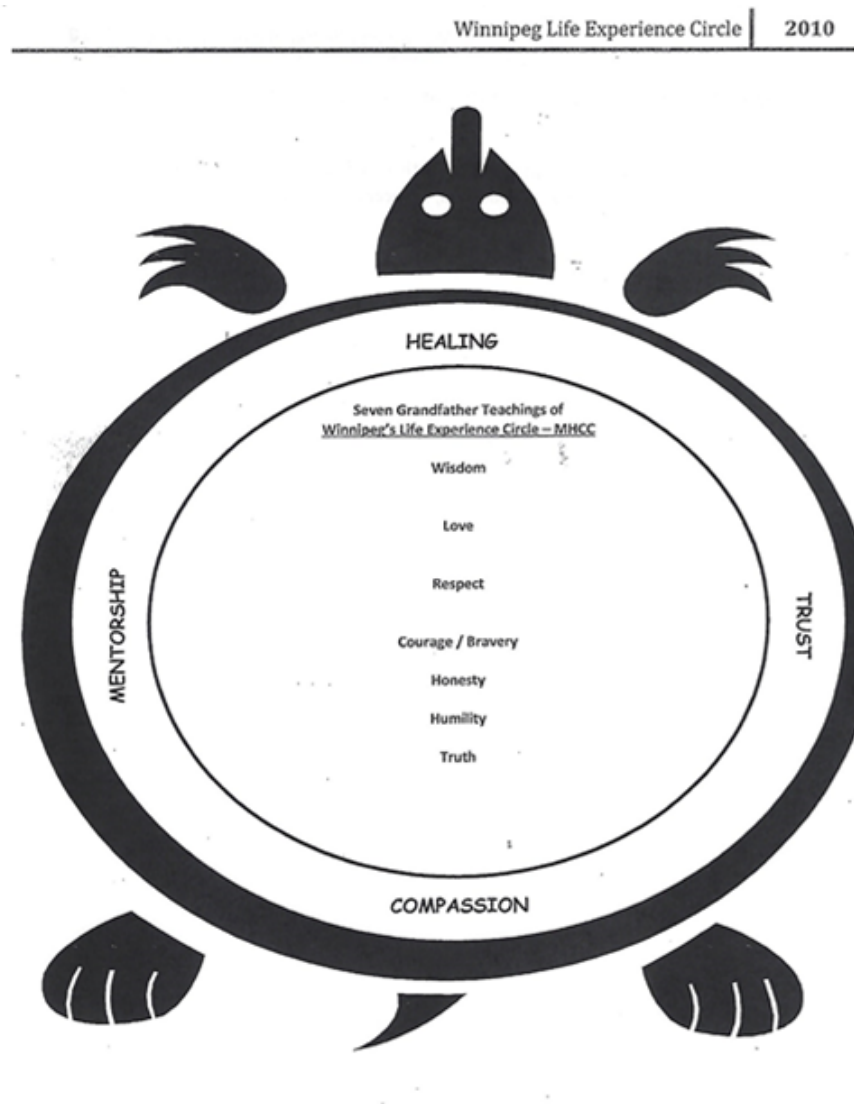 Winnipeg Life Experience Circle 2010
HEALING
Seven Grandfather Teachings of
Winnipeg's Life Experience Circle – MHCC
Wisdom
Love
Respect
Courage / Bravery
Honesty
Humility
Truth
1
MENTORSHIP
TRUST
COMPASSION